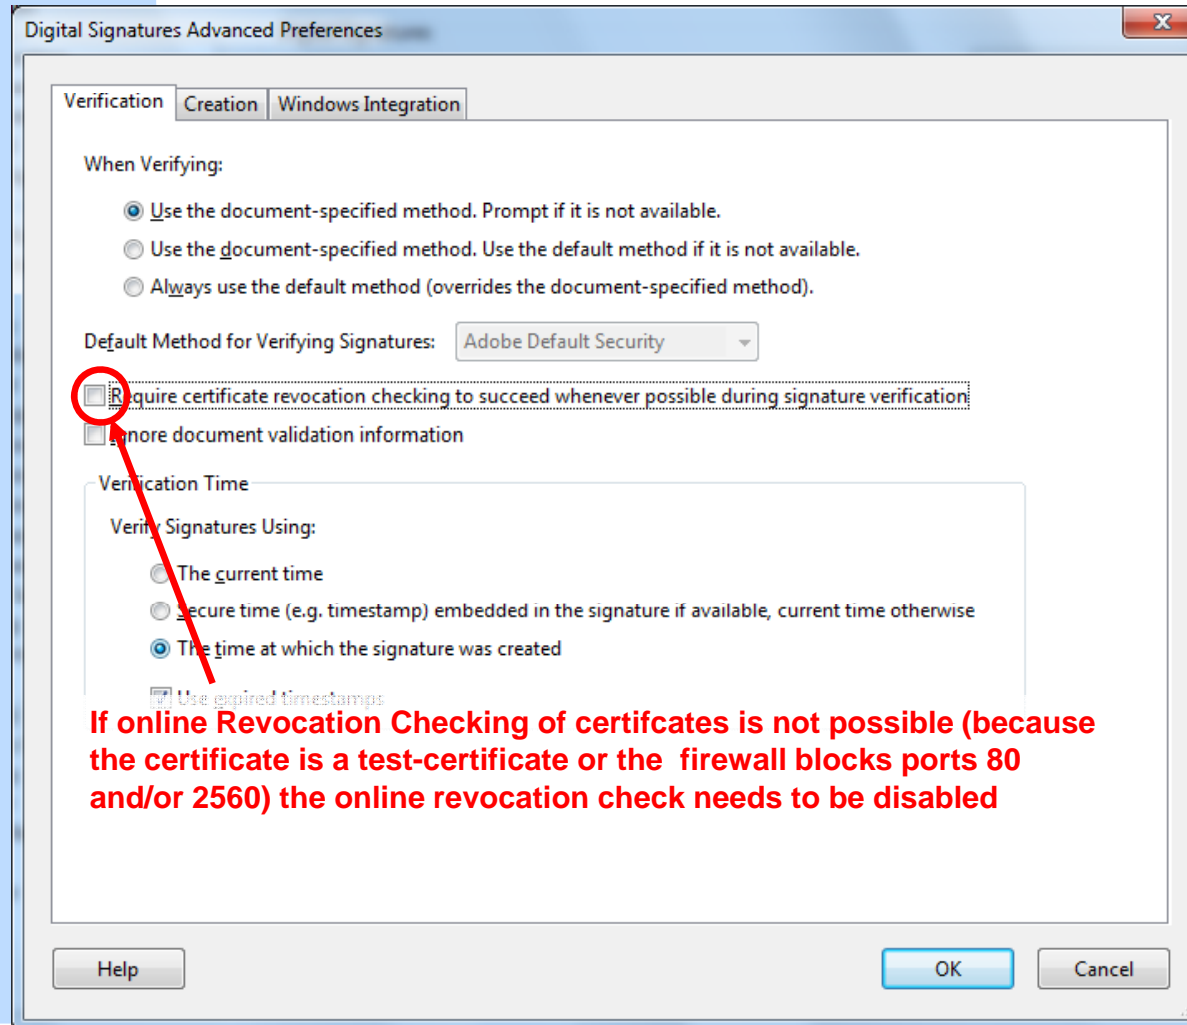 Digital Signatures Advanced Preferences
Verification Creation Windows Integration
When Verifying:
Use the document-specified method. Prompt if it is not available.
Use the document-specified method. Use the default method if it is not available.
Always use the default method (overrides the document-specified method).
Default Method for Verifying Signatures: Adobe Default Security
Require certificate revocation checking to succeed whenever possible during signature verification
Ignore document validation information
Verification Time
Verify Signatures Using:
The current time
Secure time (e.g. timestamp) embedded in the signature if available, current time otherwise
The time at which the signature was created
Use expired timestamps
If online Revocation Checking of certifcates is not possible (because
the certificate is a test-certificate or the firewall blocks ports 80
and/or 2560) the online revocation check needs to be disabled
Help OK Cancel